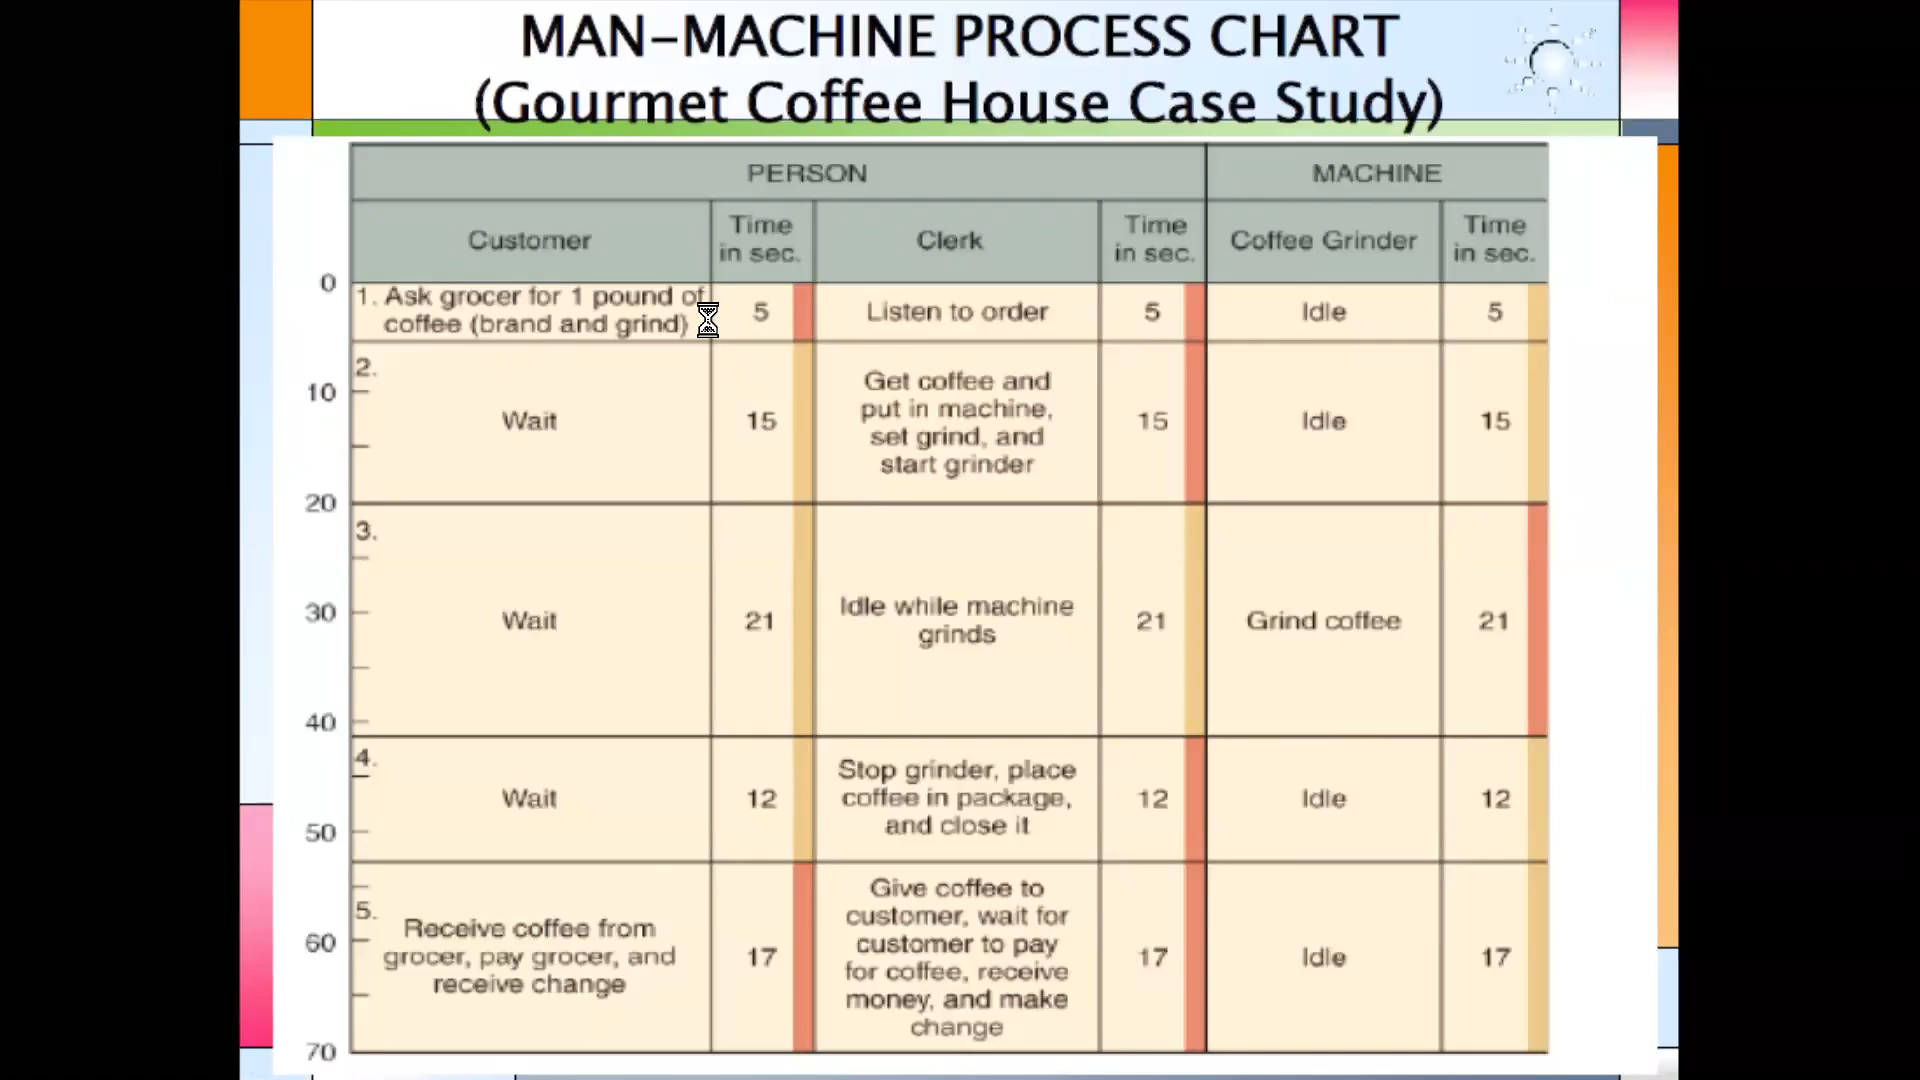 MAN-MACHINE PROCESS CHART
(Gourmet Coffee House Case Study)
PERSON MACHINE
Customer Time in sec. Clerk Time in sec. Coffee Grinder Time in sec.
0
1. Ask grocer for 1 pound of
coffee (brand and grind) 5 Listen to order 5 Idle 5
2.
10
Wait 15 Get coffee and
put in machine,
set grind, and
start grinder 15 Idle 15
20
3.
30
Wait 21 Idle while machine
grinds 21 Grind coffee 21
40
4.
Wait 12 Stop grinder, place
coffee in package,
and close it 12 Idle 12
50
5.
60
Receive coffee from
grocer, pay grocer, and
receive change 17 Give coffee to
customer, wait for
customer to pay
for coffee, receive
money, and make
change 17 Idle 17
70